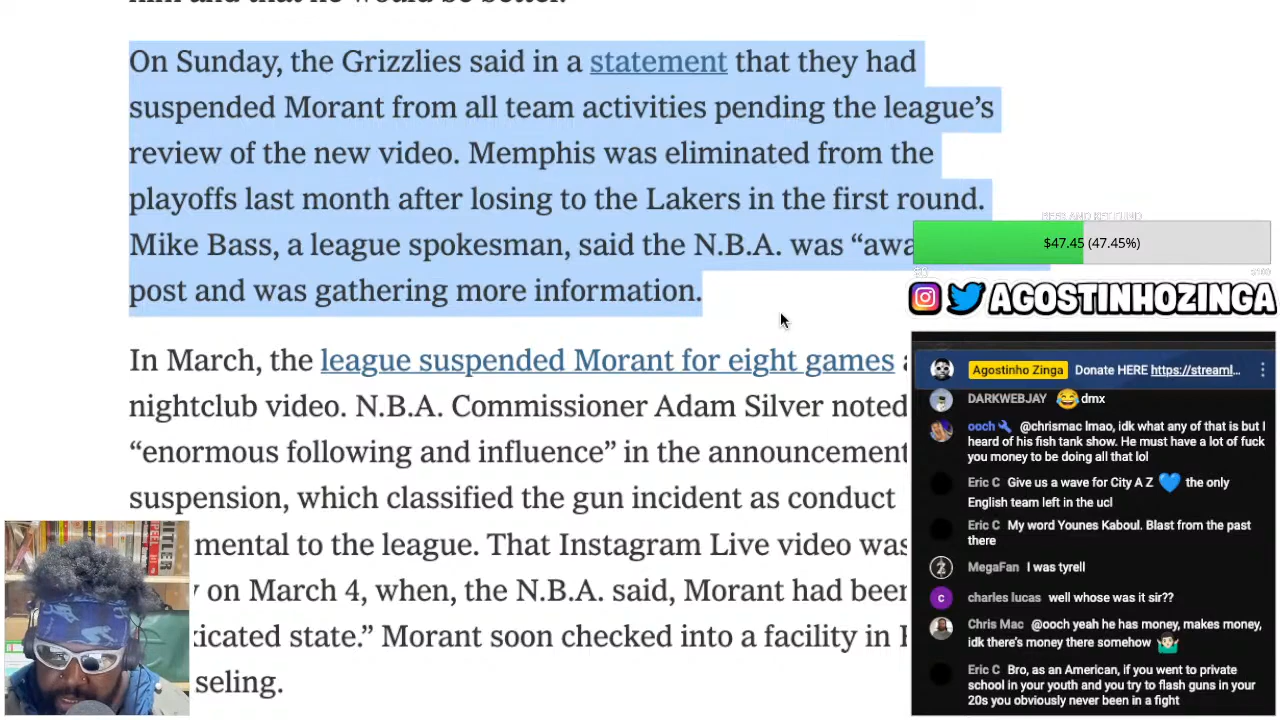 On Sunday, the Grizzlies said in a statement that they had
suspended Morant from all team activities pending the league’s
review of the new video. Memphis was eliminated from the
playoffs last month after losing to the Lakers in the first round.
Mike Bass, a league spokesman, said the N.B.A. was “awa
post and was gathering more information.
In March, the league suspended Morant for eight games
nightclub video. N.B.A. Commissioner Adam Silver noted
“enormous following and influence” in the announcement
suspension, which classified the gun incident as conduct
mental to the league. That Instagram Live video was
on March 4, when, the N.B.A. said, Morant had been
xicated state.” Morant soon checked into a facility in
seling.
$47.45 (47.45%)
AGOSTINHOZINGA
Agostinho Zinga Donate HERE https://streaml...
DARKWEBJAY 😂dmx
ooch @chrismac lmao, idk what any of that is but I
heard of his fish tank show. He must have a lot of fuck
you money to be doing all that lol
Eric C Give us a wave for City A Z 💙 the only
English team left in the ucl
Eric C My word Younes Kaboul. Blast from the past
there
MegaFan I was tyrell
charles lucas well whose was it sir??
Chris Mac @ooch yeah he has money, makes money,
idk there's money there somehow 🤷🏻‍♂️
Eric C Bro, as an American, if you went to private
school in your youth and you try to flash guns in your
20s you obviously never been in a fight
HITLER